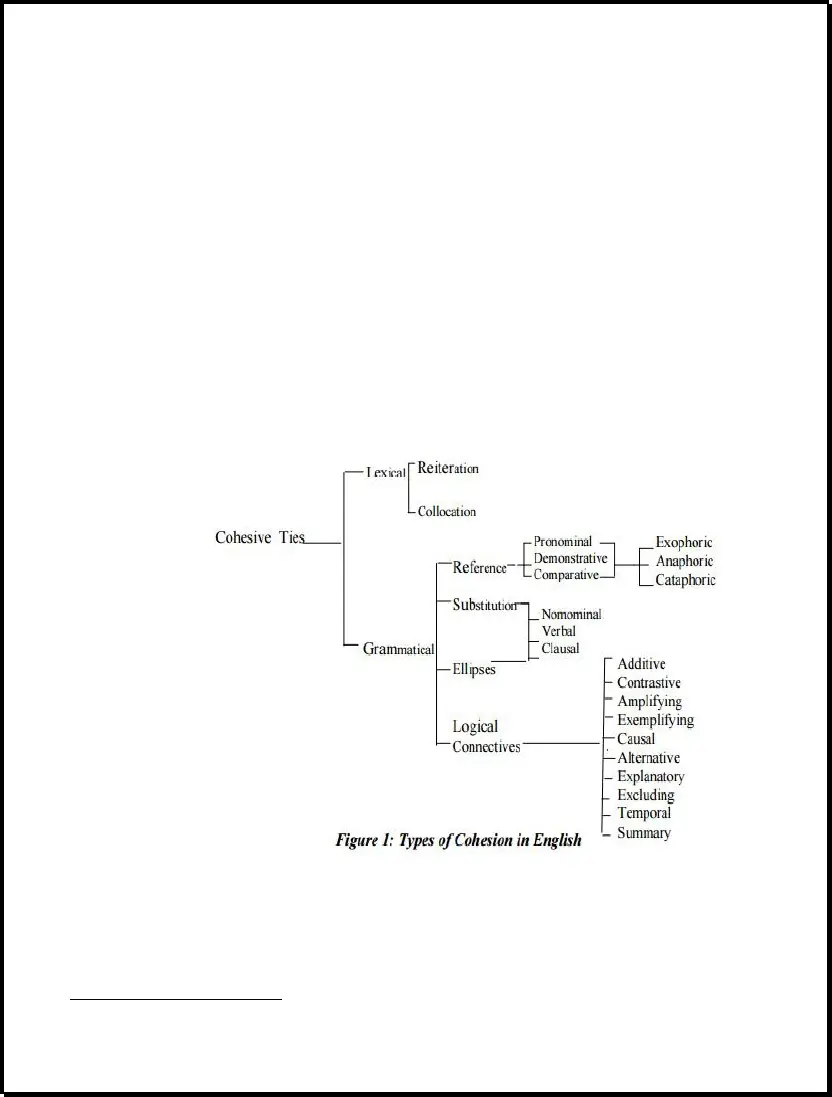 Lexical
Reiteration
Collocation
Cohesive Ties
Grammatical
Reference
Pronominal
Demonstrative
Comparative
Exophoric
Anaphoric
Cataphoric
Substitution
Nomominal
Verbal
Clausal
Ellipses
Logical
Connectives
Additive
Contrastive
Amplifying
Exemplifying
Causal
Alternative
Explanatory
Excluding
Temporal
Summary
Figure 1: Types of Cohesion in English